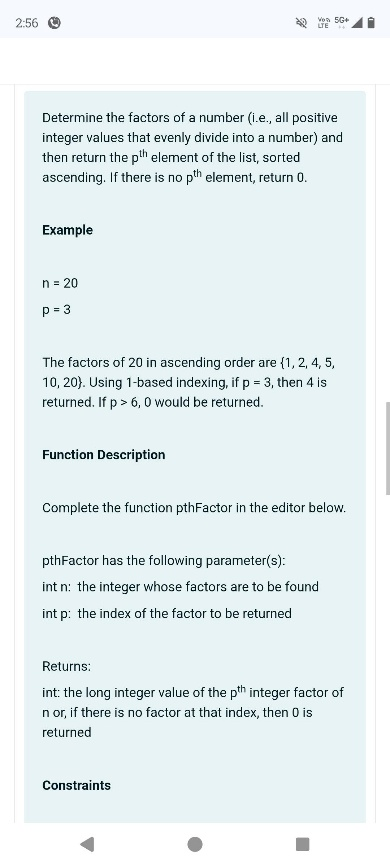 2:56
Vo))
LTE
5G+
Determine the factors of a number (i.e., all positive
integer values that evenly divide into a number) and
then return the pth element of the list, sorted
ascending. If there is no pth element, return 0.
Example
n = 20
p = 3
The factors of 20 in ascending order are {1, 2, 4, 5,
10, 20}. Using 1-based indexing, if p = 3, then 4 is
returned. If p > 6, 0 would be returned.
Function Description
Complete the function pthFactor in the editor below.
pthFactor has the following parameter(s):
int n:  the integer whose factors are to be found
int p:  the index of the factor to be returned
Returns:
int: the long integer value of the pth integer factor of
n or, if there is no factor at that index, then 0 is
returned
Constraints